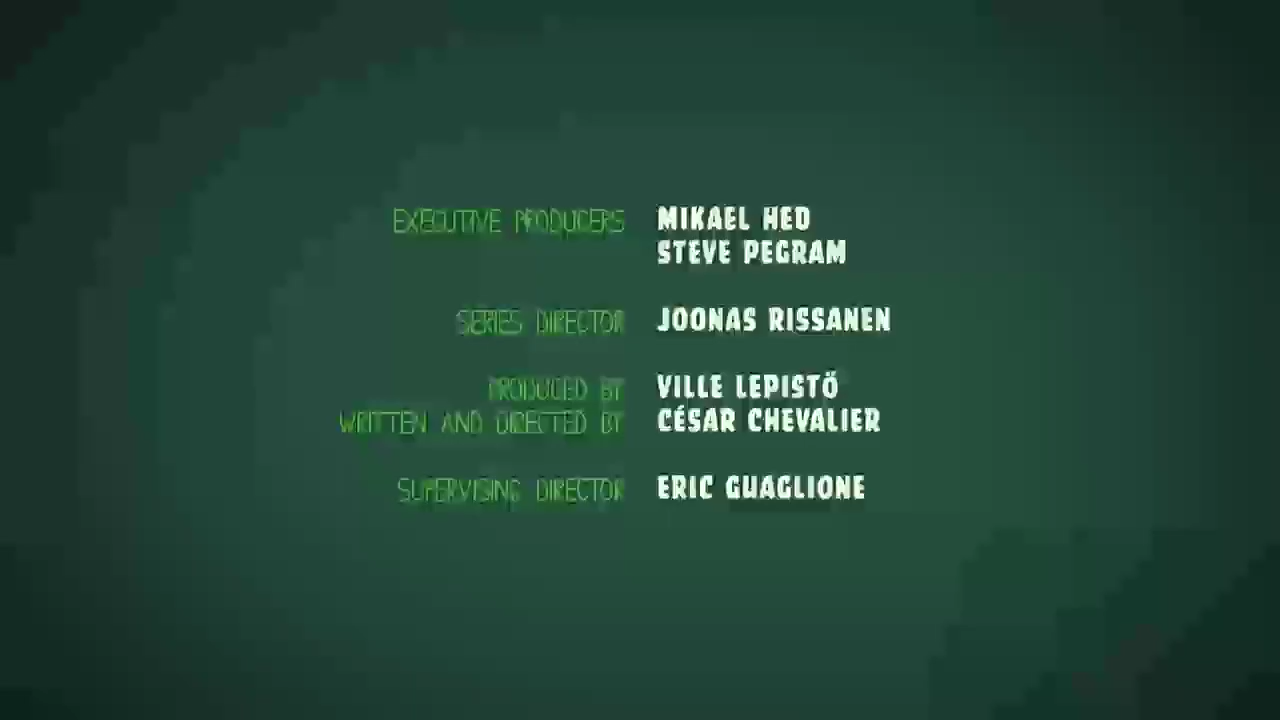 EXECUTIVE PRODUCERS MIKAEL HED
STEVE PEGRAM
SERIES DIRECTOR JOONAS RISSANEN
PRODUCED BY VILLE LEPISTÖ
WRITTEN AND DIRECTED BY CÉSAR CHEVALIER
SUPERVISING DIRECTOR ERIC GUAGLIONE